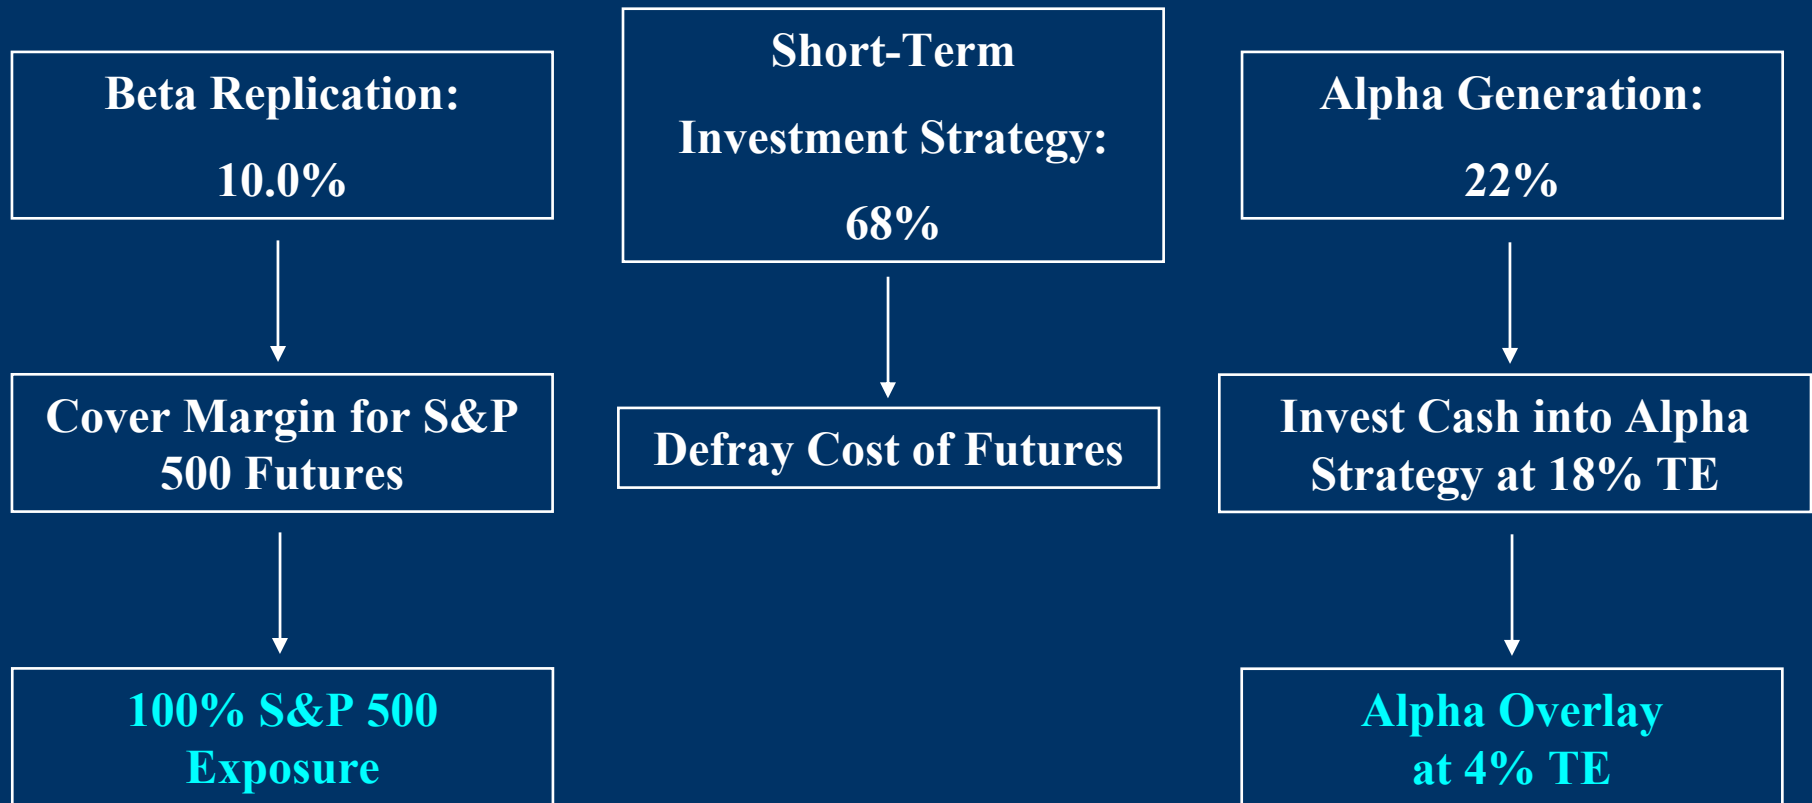 Beta Replication:
10.0%
Short-Term
Investment Strategy:
68%
Alpha Generation:
22%
Cover Margin for S&P
500 Futures
Defray Cost of Futures
Invest Cash into Alpha
Strategy at 18% TE
100% S&P 500
Exposure
Alpha Overlay
at 4% TE